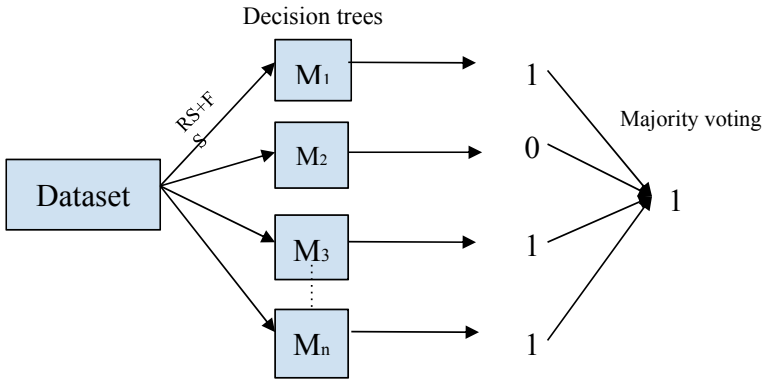 Decision trees
M1
RS+F
S
M2
Dataset
M3
Mn
1
0
1
1
Majority voting
1